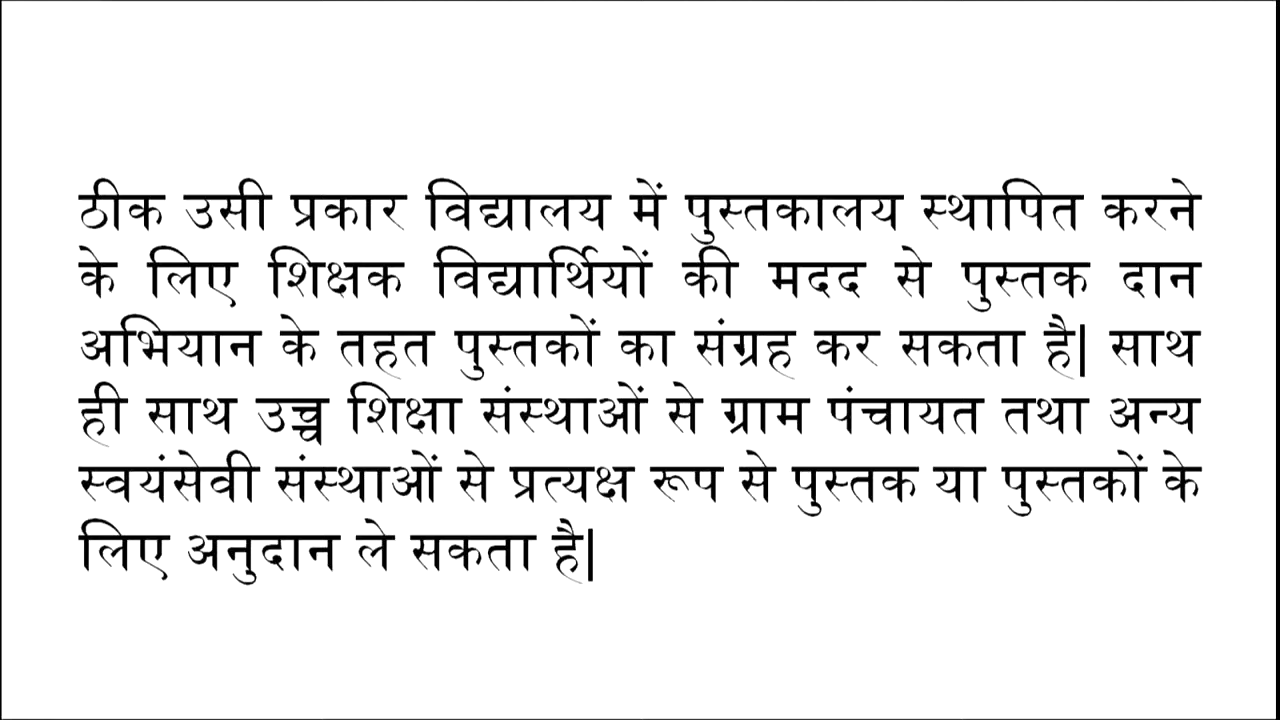 ठीक उसी प्रकार विद्यालय में पुस्तकालय स्थापित करने
के लिए शिक्षक विद्यार्थियों की मदद से पुस्तक दान
अभियान के तहत पुस्तकों का संग्रह कर सकता है| साथ
ही साथ उच्च शिक्षा संस्थाओं से ग्राम पंचायत तथा अन्य
स्वयंसेवी संस्थाओं से प्रत्यक्ष रूप से पुस्तक या पुस्तकों के
लिए अनुदान ले सकता है|